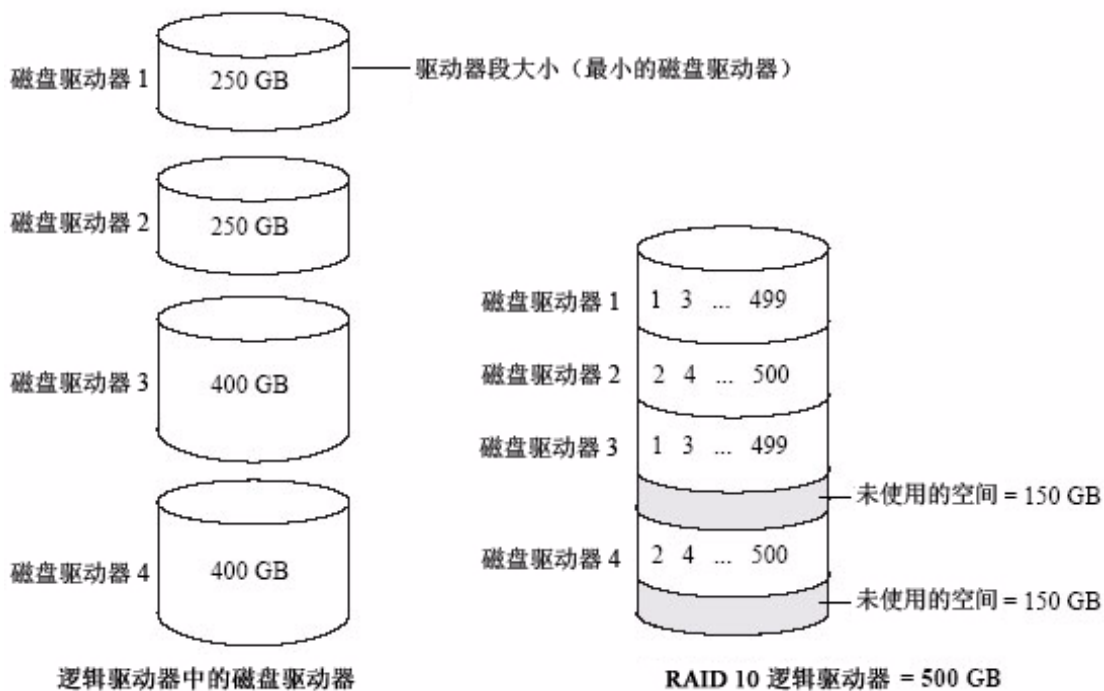 磁盘驱动器 1
250 GB
驱动器段大小（最小的磁盘驱动器）
磁盘驱动器 2
250 GB
磁盘驱动器 3
400 GB
磁盘驱动器 4
400 GB
逻辑驱动器中的磁盘驱动器
磁盘驱动器 1
1 3 ... 499
磁盘驱动器 2
2 4 ... 500
磁盘驱动器 3
1 3 ... 499
未使用的空间 = 150 GB
磁盘驱动器 4
2 4 ... 500
未使用的空间 = 150 GB
RAID 10 逻辑驱动器 = 500 GB